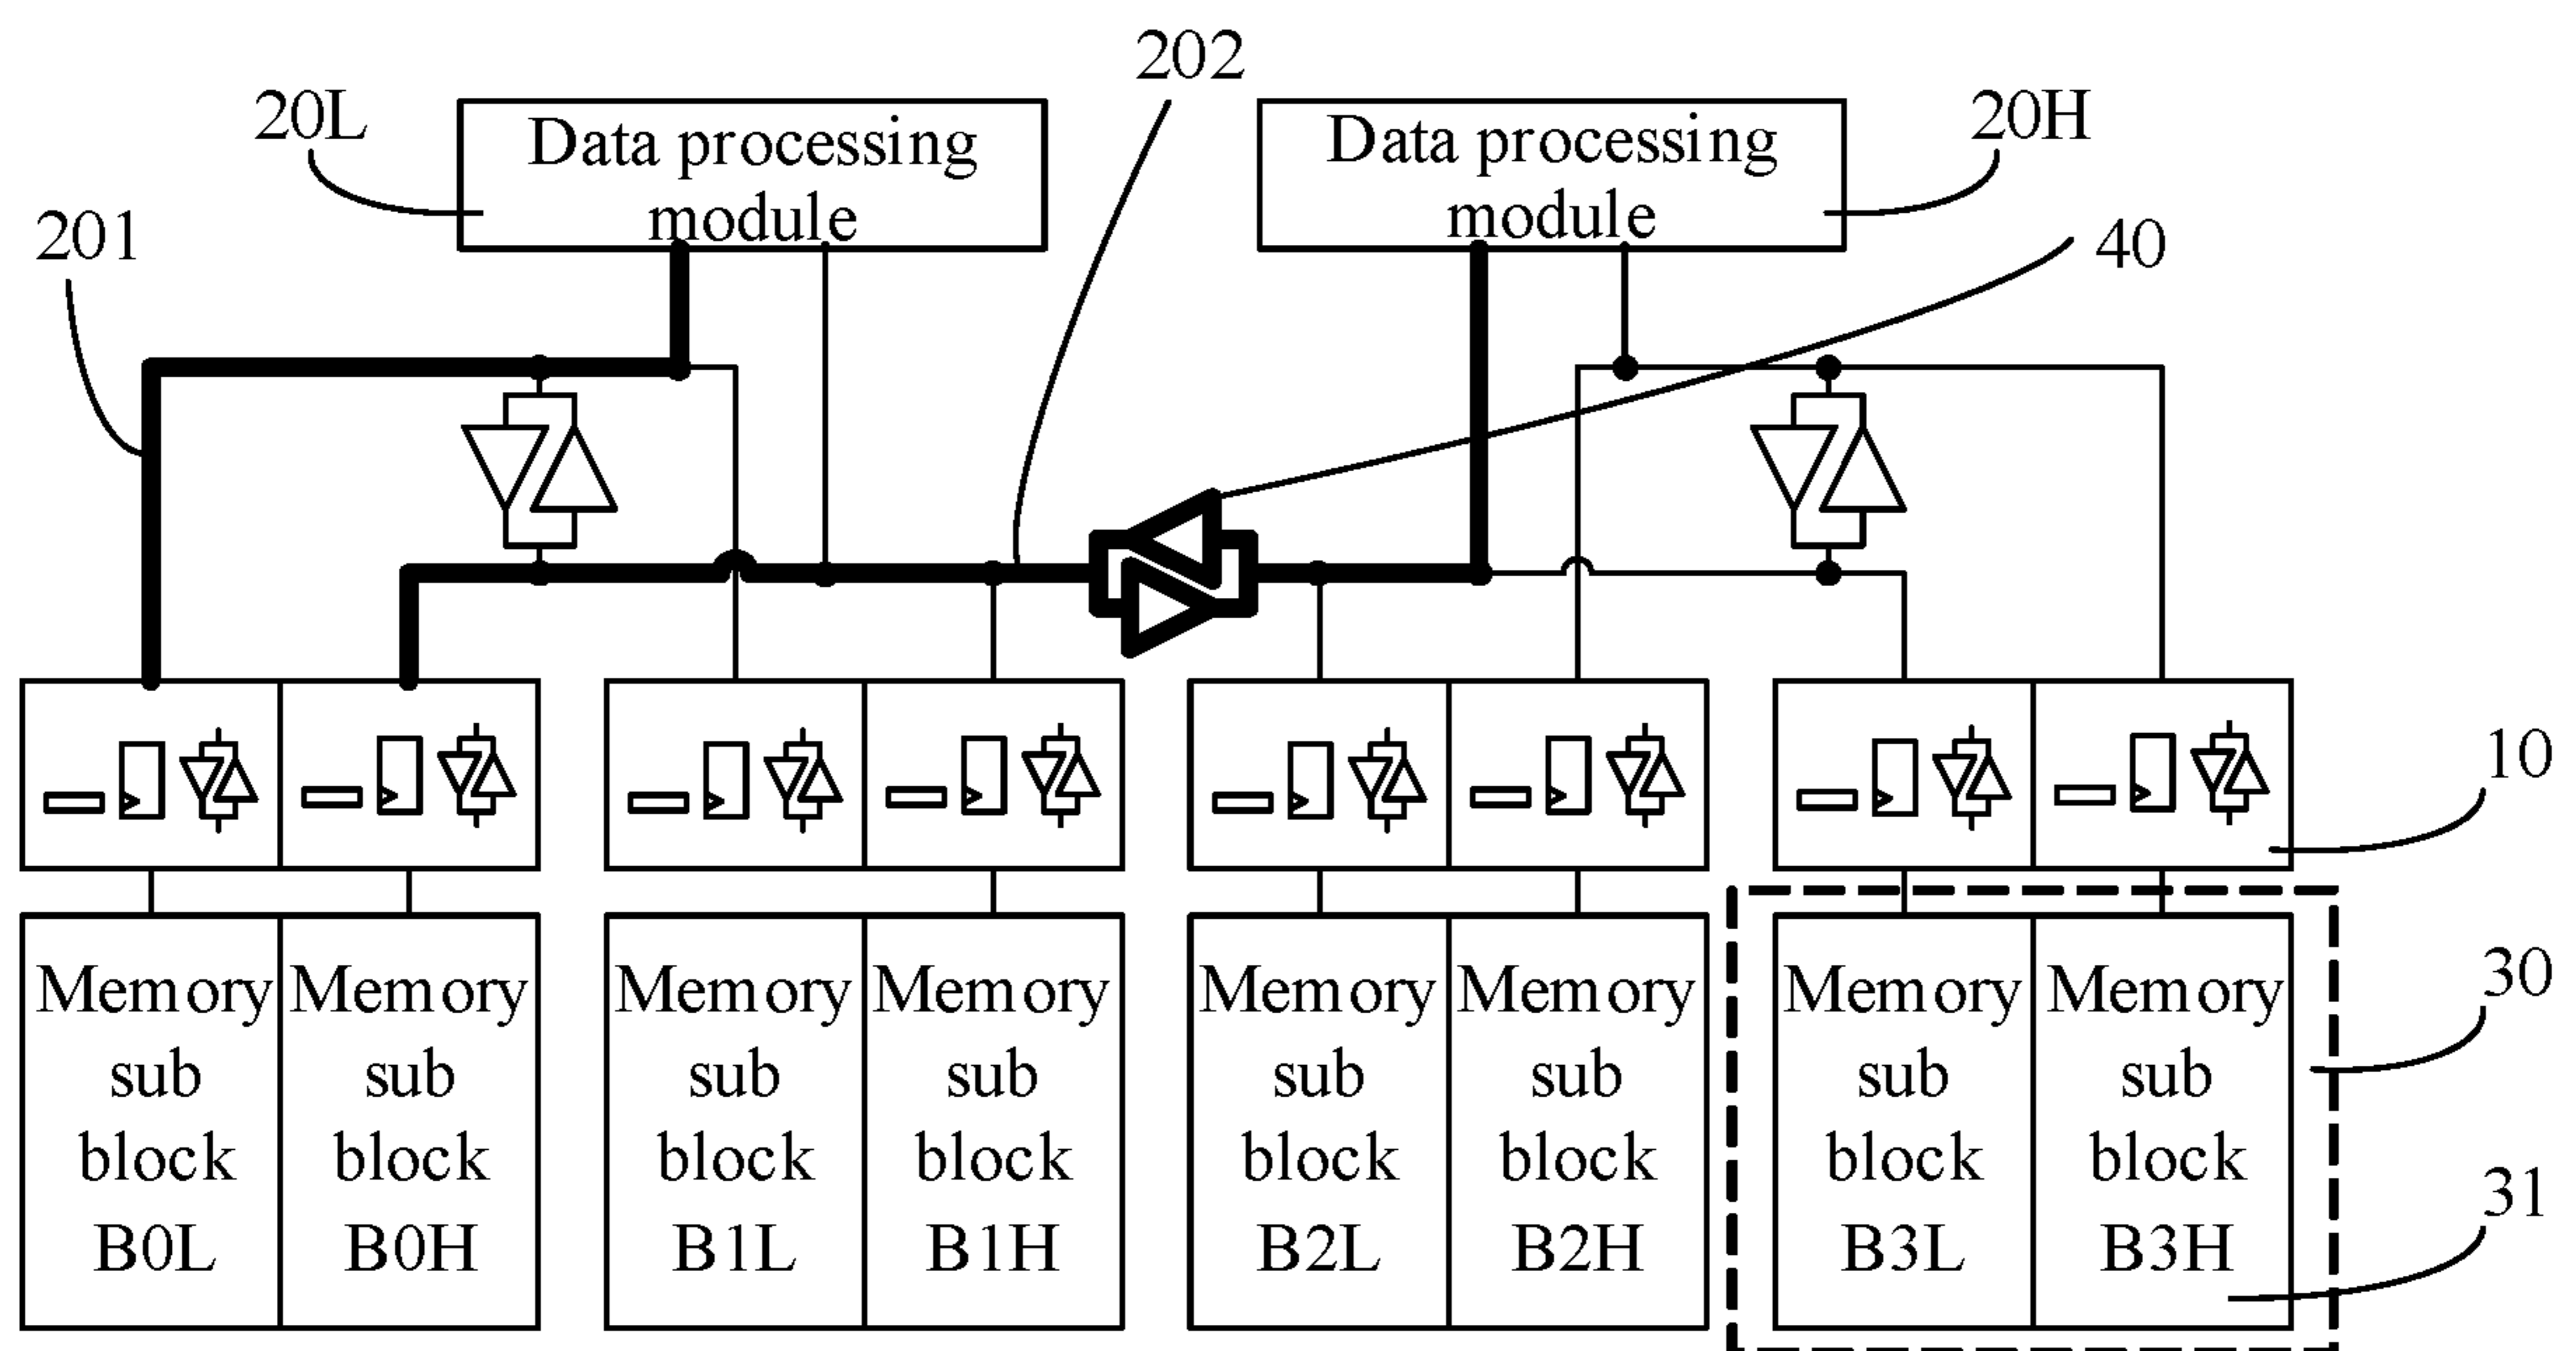 202
20L
Data processing
module
Data processing
module
20H
201
40
10
30
Memory
sub
block
B0L
Memory
sub
block
B0H
Memory
sub
block
B1L
Memory
sub
block
B1H
Memory
sub
block
B2L
Memory
sub
block
B2H
Memory
sub
block
B3L
Memory
sub
block
B3H
31